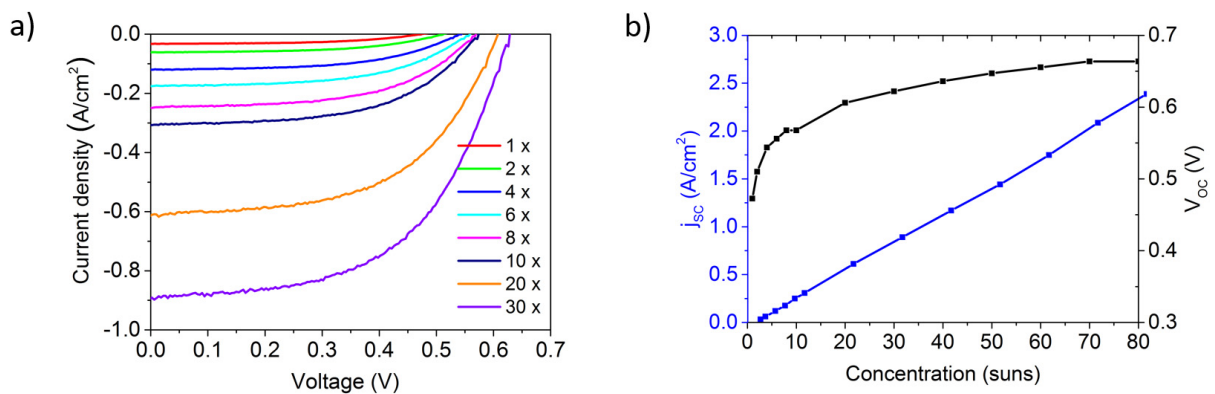 a)
0.0
-0.2
-0.4
-0.6
-0.8
-1.0
Current density (A/cm²)
1 x
2 x
4 x
6 x
8 x
10 x
20 x
30 x
0.0 0.1 0.2 0.3 0.4 0.5 0.6 0.7
Voltage (V)
b)
3.0
2.5
2.0
1.5
1.0
0.5
0.0
jSC (A/cm²)
0.7
0.6
0.5
0.4
0.3
VOC (V)
0 10 20 30 40 50 60 70 80
Concentration (suns)